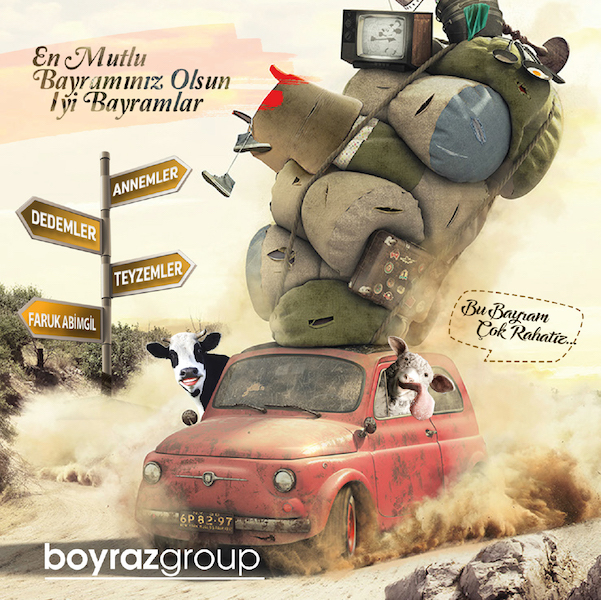 En Mutlu
Bayramınız Olsun
İyi Bayramlar
ANNEMLER
DEDEMLER
TEYZEMLER
FARUK ABİMGİL
Bu Bayram
Çok Rahatız...
6P 82·97
boyrazgroup